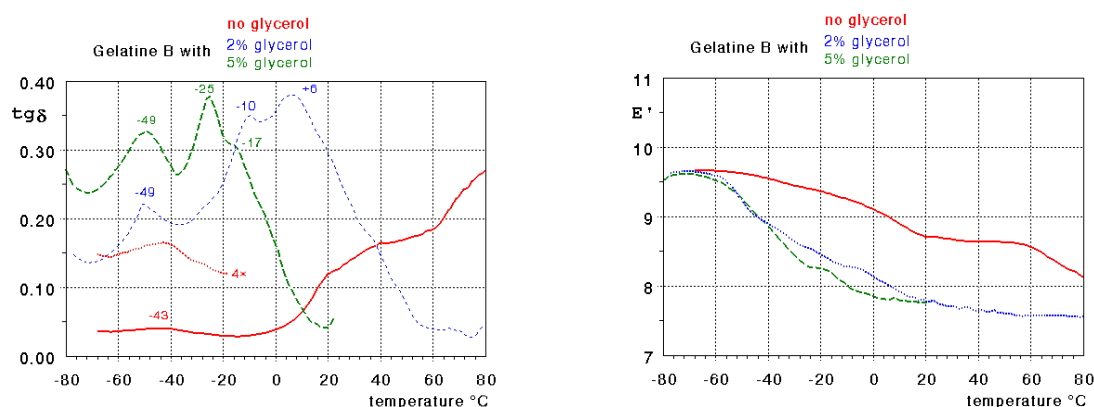 no glycerol
Gelatine B with 2% glycerol
5% glycerol
0.40
tgδ
0.30
0.20
0.10
0.00
-49
-25
-17
-10
+6
-49
4×
-43
-80 -60 -40 -20 0 20 40 60 80
temperature °C
no glycerol
Gelatine B with 2% glycerol
5% glycerol
11
E'
10
9
8
7
-80 -60 -40 -20 0 20 40 60 80
temperature °C